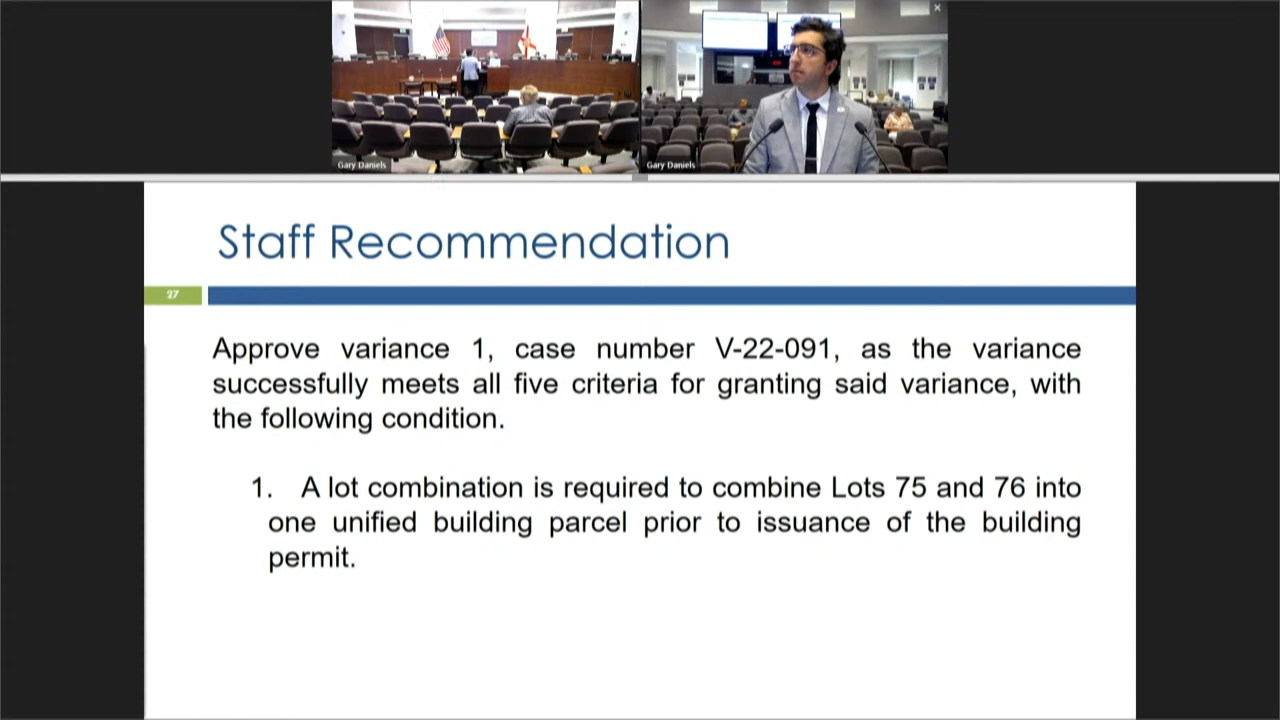 Gary Daniels
Gary Daniels
Staff Recommendation
27
Approve variance 1, case number V-22-091, as the variance
successfully meets all five criteria for granting said variance, with
the following condition.
1. A lot combination is required to combine Lots 75 and 76 into
one unified building parcel prior to issuance of the building
permit.